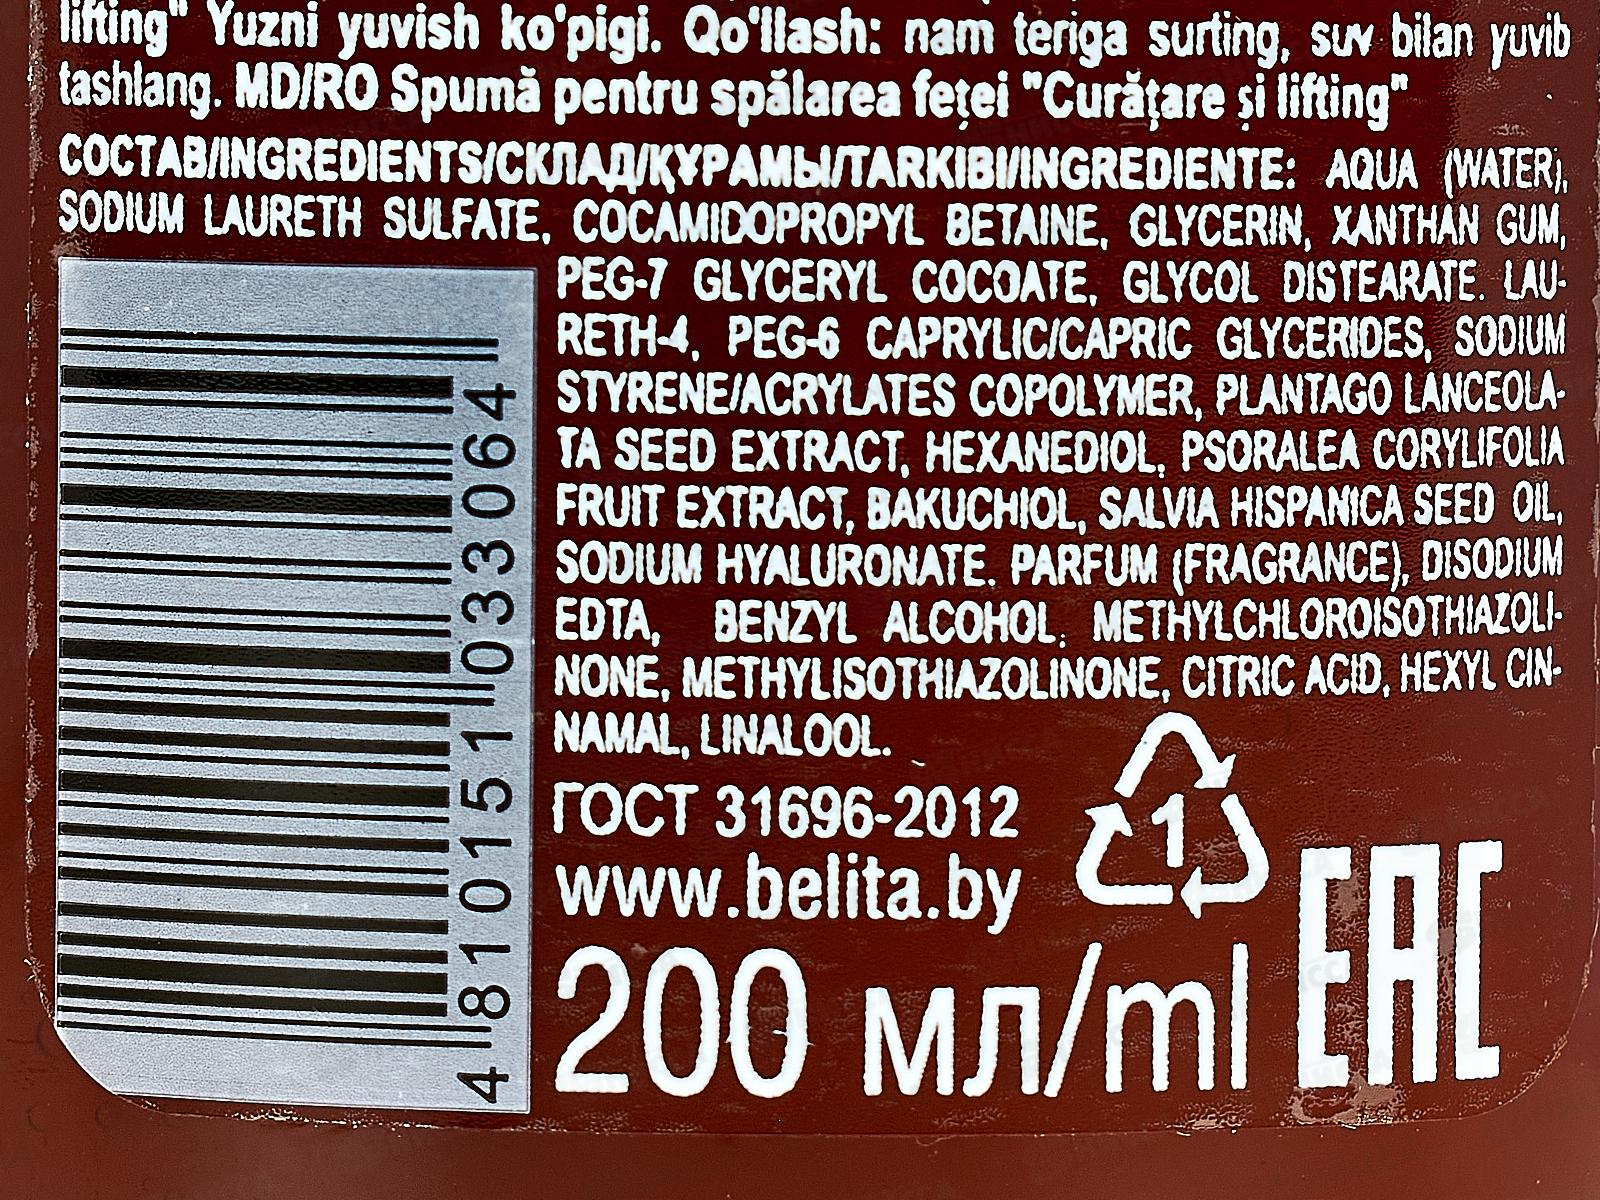 lifting" Yuzni yuvish ko'pigi. Qo'llash: nam teriga surting, suv bilan yuvib
tashlang. MD/RO Spumă pentru spălarea feței "Curățare și lifting"
СОСТАВ/INGREDIENTS/СКЛАД/ҚҰРАМЫ/TARKIBI/INGREDIENTE: AQUA (WATER),
SODIUM LAURETH SULFATE, COCAMIDOPROPYL BETAINE, GLYCERIN, XANTHAN GUM,
PEG-7 GLYCERYL COCOATE, GLYCOL DISTEARATE, LAU-
RETH-4, PEG-6 CAPRYLIC/CAPRIC GLYCERIDES, SODIUM
STYRENE/ACRYLATES COPOLYMER, PLANTAGO LANCEOLA-
TA SEED EXTRACT, HEXANEDIOL, PSORALEA CORYLIFOLIA
FRUIT EXTRACT, BAKUCHIOL, SALVIA HISPANICA SEED OIL,
SODIUM HYALURONATE, PARFUM (FRAGRANCE), DISODIUM
EDTA, BENZYL ALCOHOL, METHYLCHLOROISOTHIAZOLI-
NONE, METHYLISOTHIAZOLINONE, CITRIC ACID, HEXYL CIN-
NAMAL, LINALOOL.
ГОСТ 31696-2012
www.belita.by
1
200 мл/ml
EAC
4 810151 033064